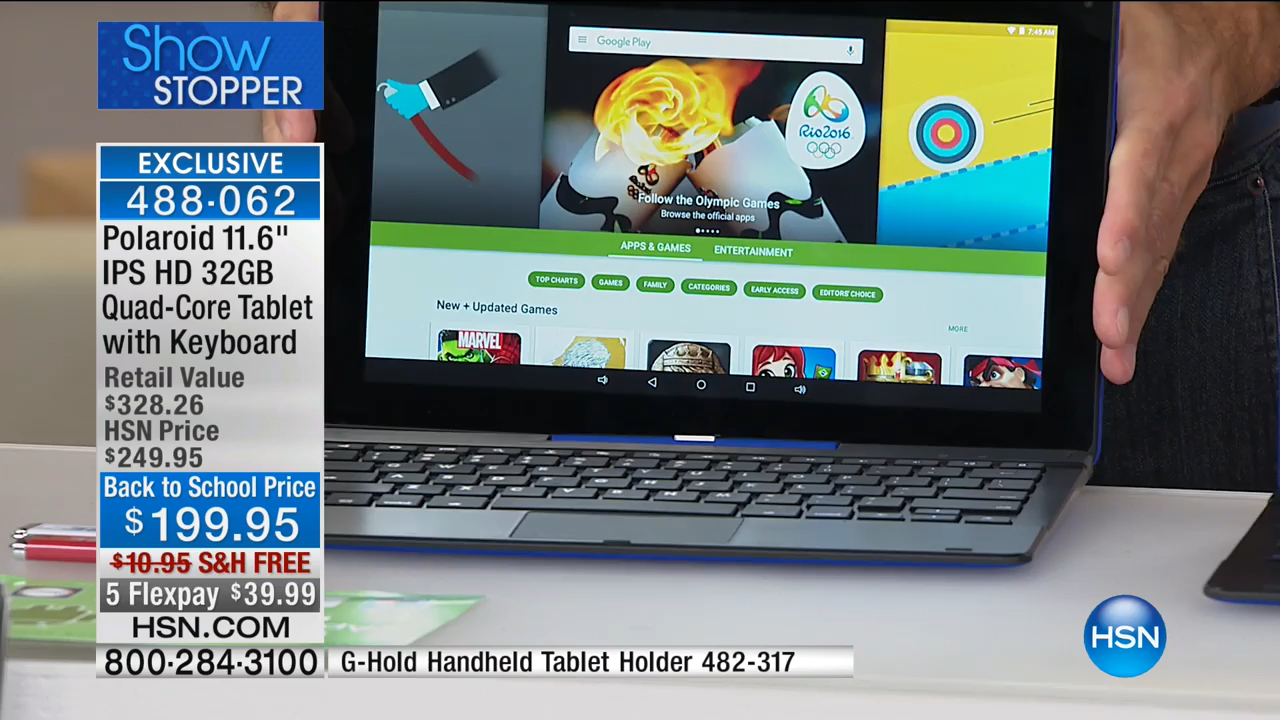 Show
STOPPER
EXCLUSIVE
488-062
Polaroid 11.6"
IPS HD 32GB
Quad-Core Tablet
with Keyboard
Retail Value
$328.26
HSN Price
$249.95
Back to School Price
$199.95
$10.95 S&H FREE
5 Flexpay $39.99
HSN.COM
800·284·3100
G-Hold Handheld Tablet Holder 482-317
HSN
Google Play
7:45 AM
Rio2016
Follow the Olympic Games
Browse the official apps
APPS & GAMES ENTERTAINMENT
TOP CHARTS GAMES FAMILY CATEGORIES EARLY ACCESS EDITORS' CHOICE
New + Updated Games
MORE
MARVEL